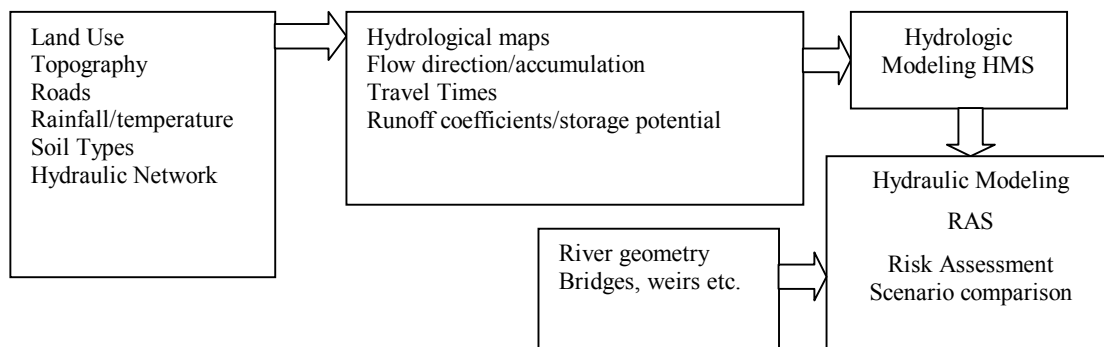 Land Use
Topography
Roads
Rainfall/temperature
Soil Types
Hydraulic Network
Hydrological maps
Flow direction/accumulation
Travel Times
Runoff coefficients/storage potential
Hydrologic
Modeling HMS
River geometry
Bridges, weirs etc.
Hydraulic Modeling
RAS
Risk Assessment
Scenario comparison